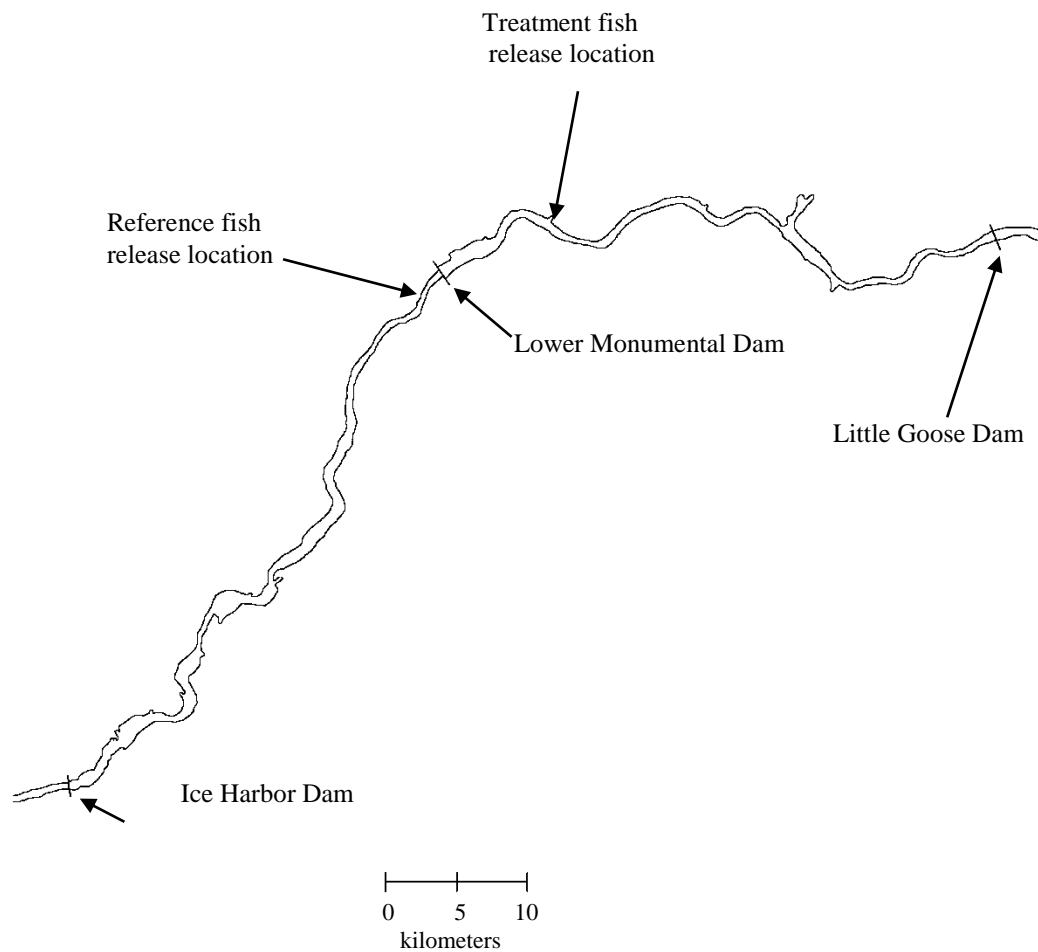 Treatment fish
release location
Reference fish
release location
Lower Monumental Dam
Little Goose Dam
Ice Harbor Dam
0 5 10
kilometers